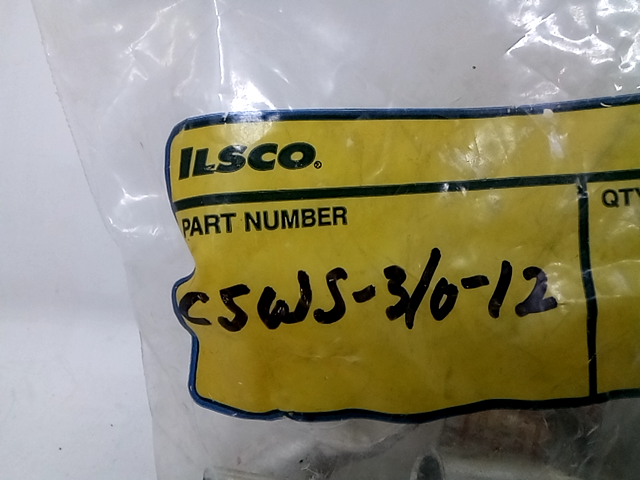 ILSCO®
PART NUMBER
QTY
CSWS-3/0-12